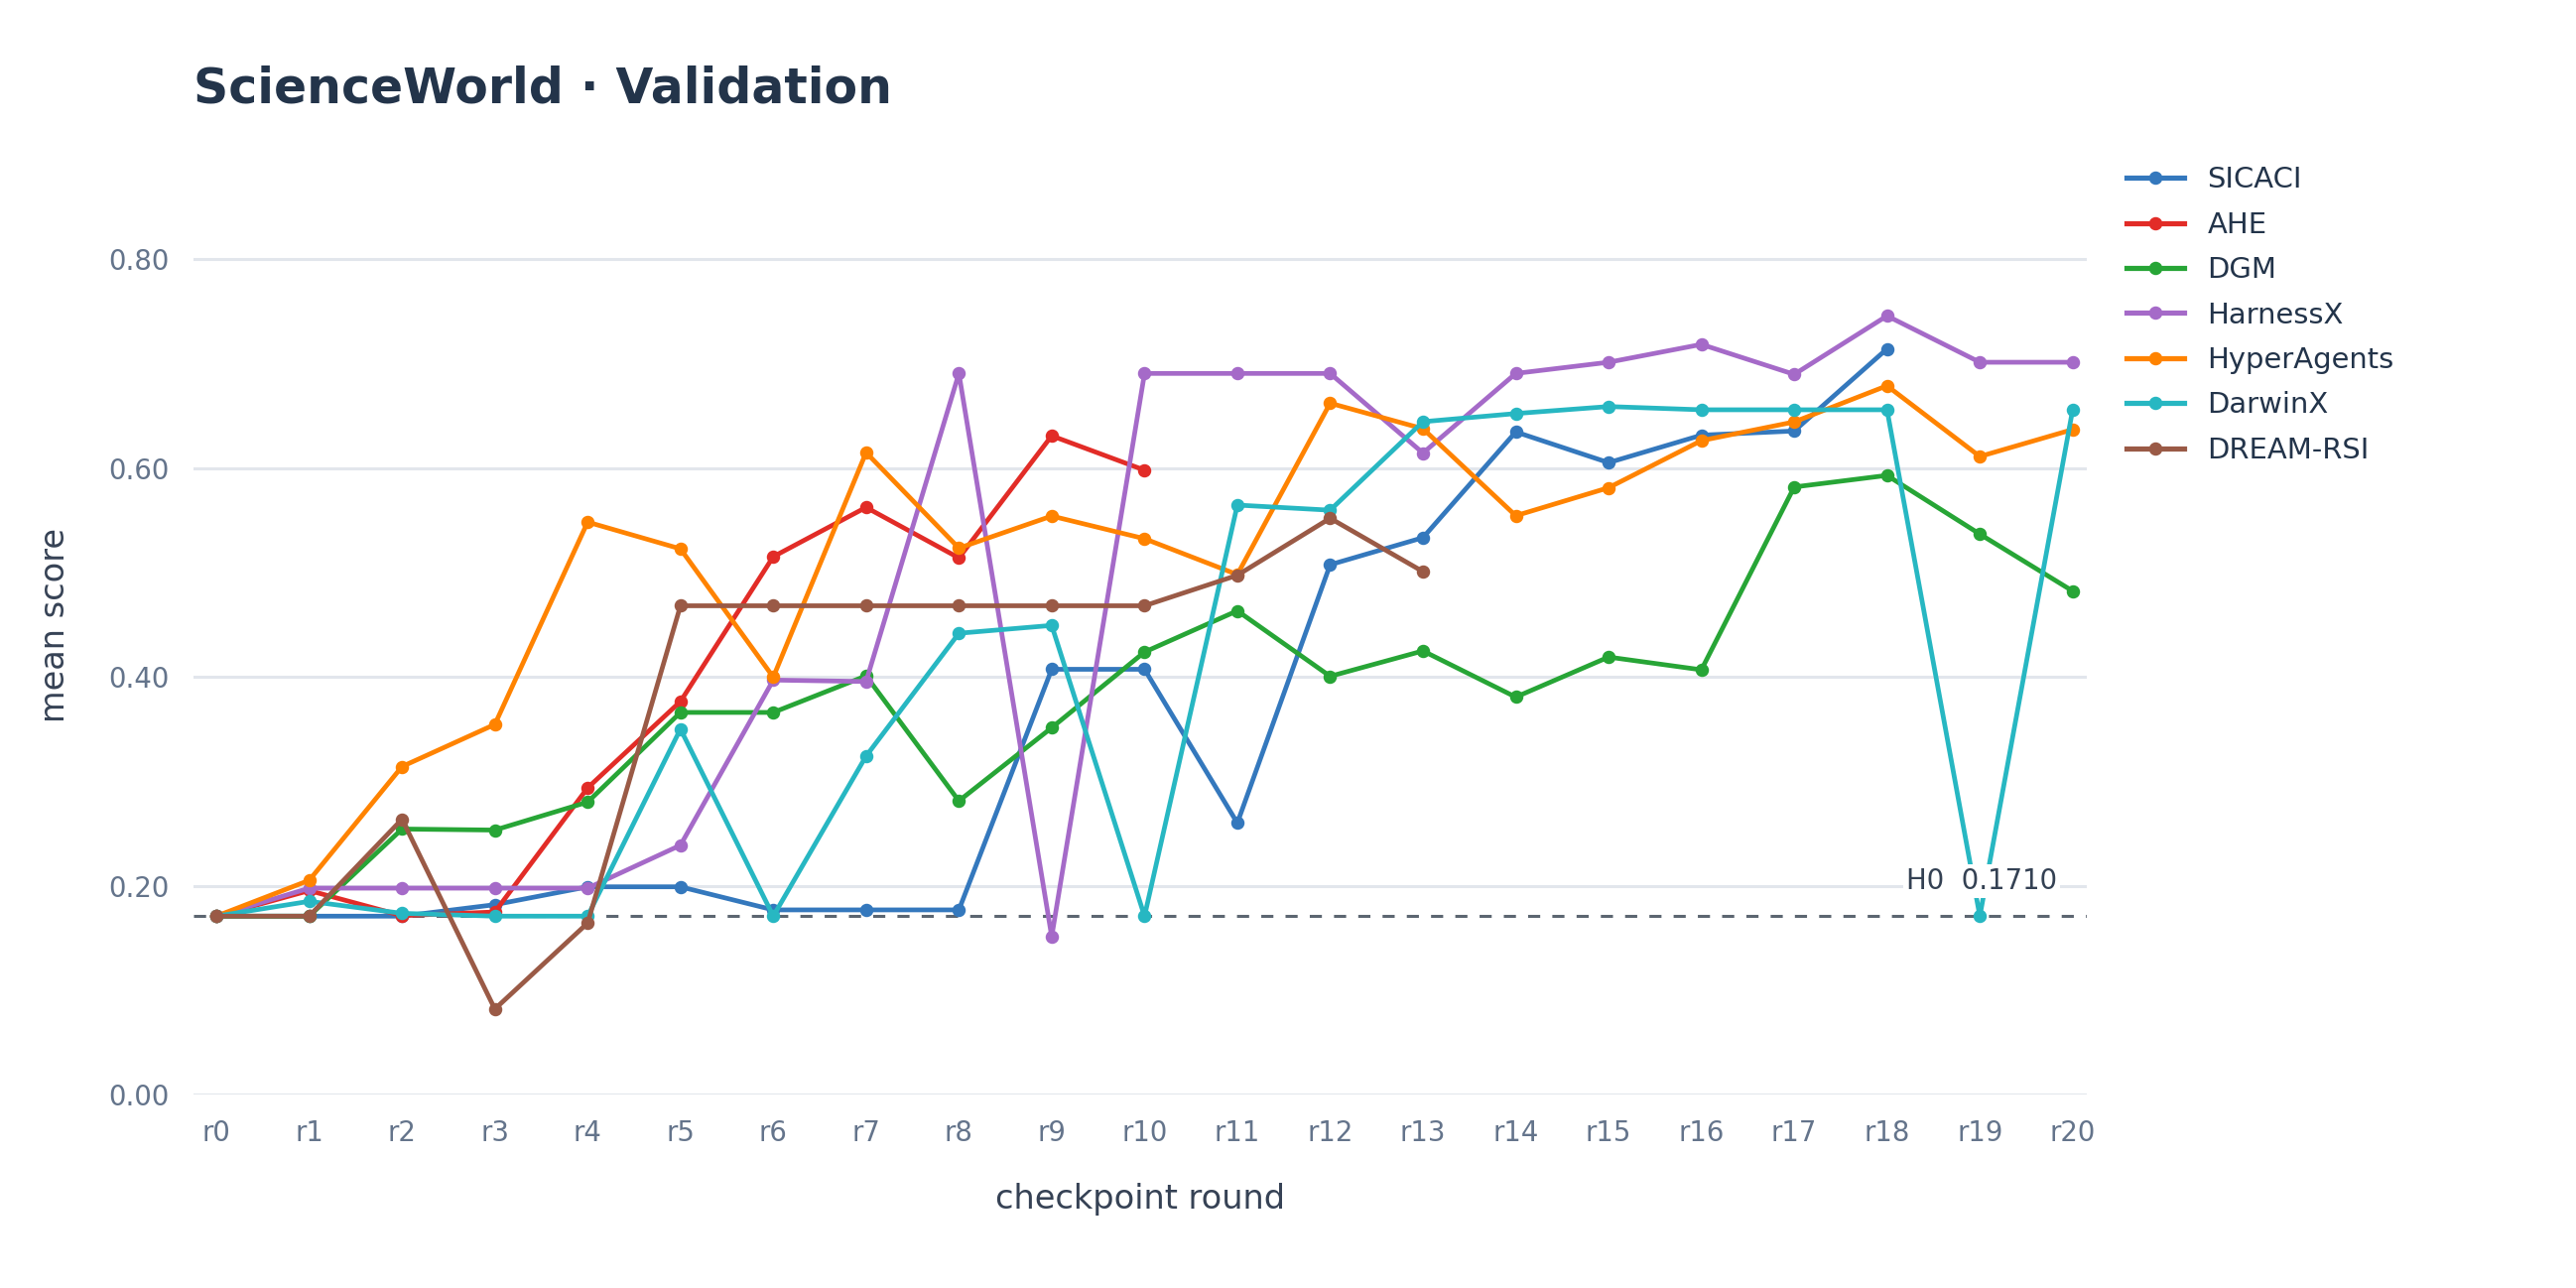 ScienceWorld · Validation
SICACI
AHE
DGM
HarnessX
HyperAgents
DarwinX
DREAM-RSI
mean score
0.80
0.60
0.40
0.20
0.00
H0 0.1710
r0 r1 r2 r3 r4 r5 r6 r7 r8 r9 r10 r11 r12 r13 r14 r15 r16 r17 r18 r19 r20
checkpoint round